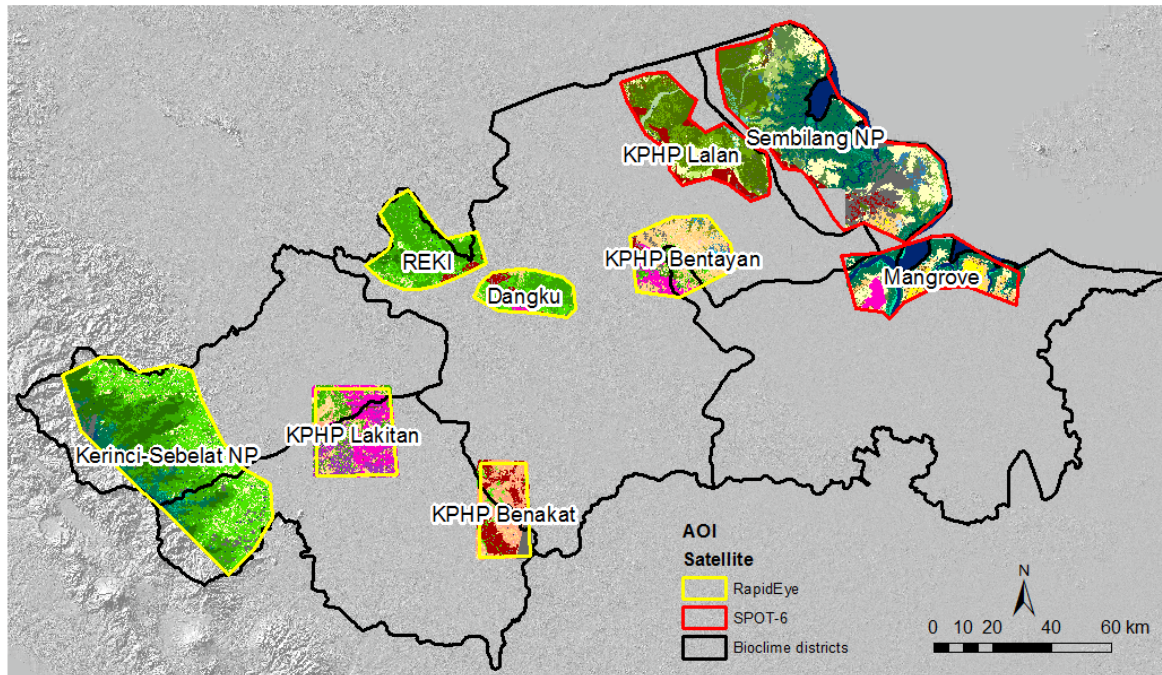 Sembilang NP
KPHP Lalan
REKI
KPHP Bentayan
Mangrove
Dangku
Kerinci-Sebelat NP
KPHP Lakitan
KPHP Benakat
AOI
Satellite
RapidEye
SPOT-6
Bioclime districts
N
0 5 10 20 40 60 km